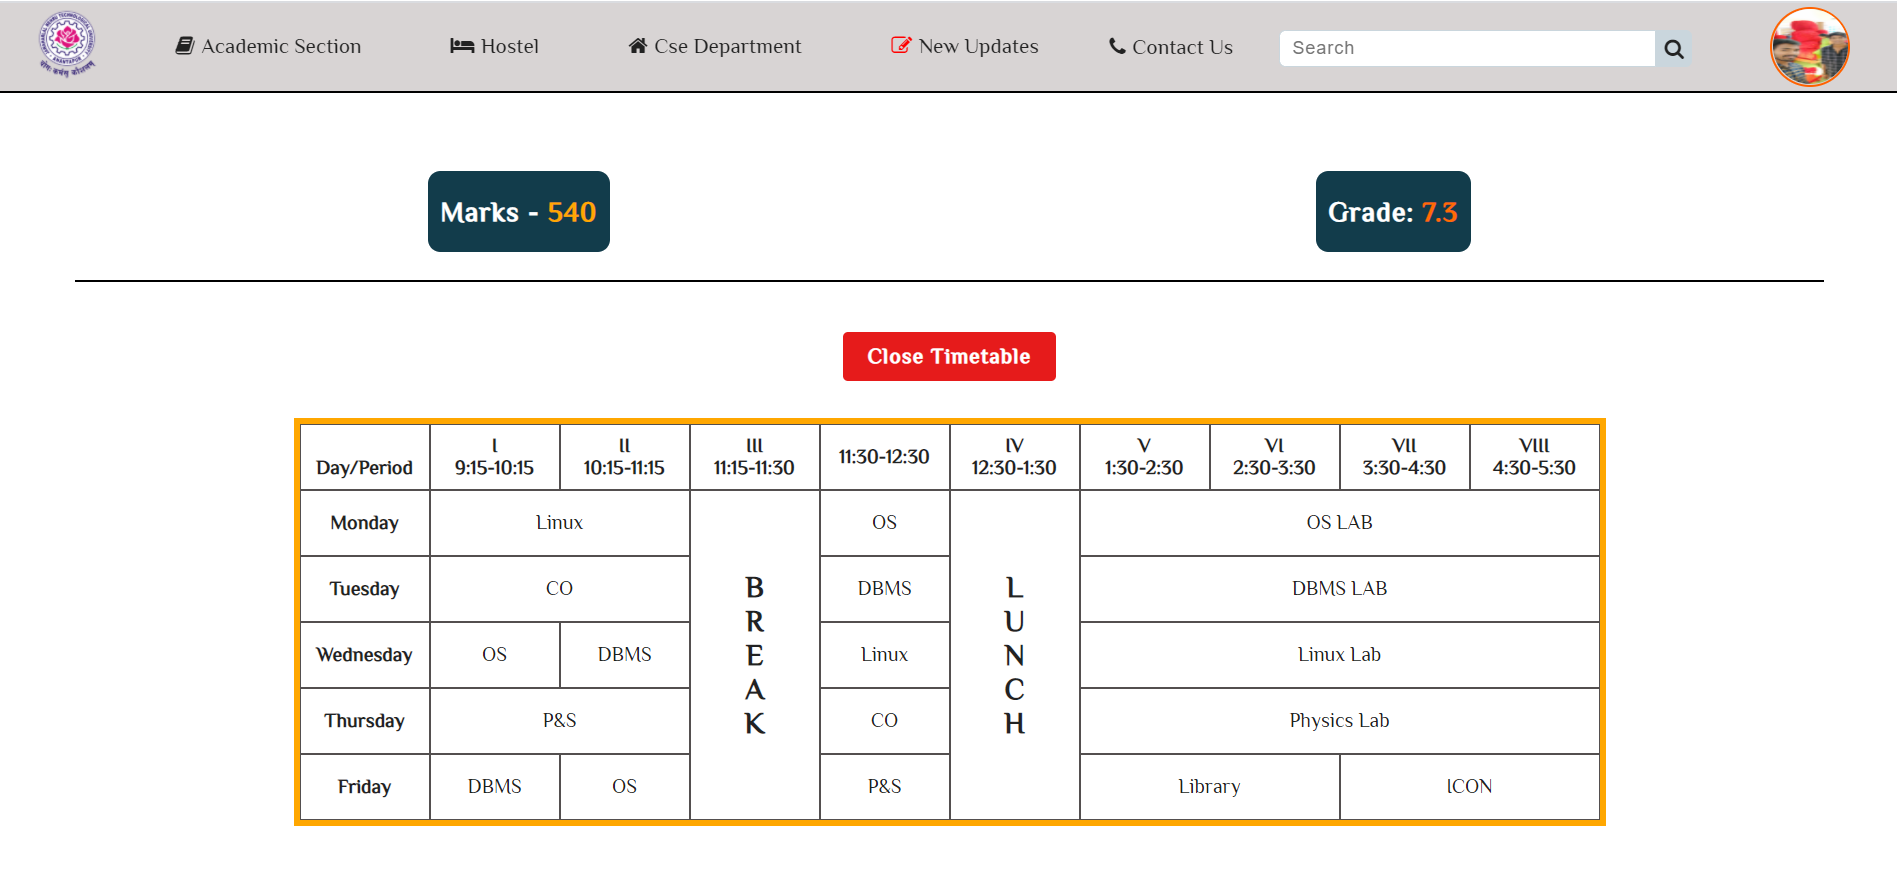 Academic Section
Hostel
Cse Department
New Updates
Contact Us
Search
Marks - 540
Grade: 7.3
Close Timetable
Day/Period
I
9:15-10:15
II
10:15-11:15
III
11:15-11:30
11:30-12:30
IV
12:30-1:30
V
1:30-2:30
VI
2:30-3:30
VII
3:30-4:30
VIII
4:30-5:30
Monday
Linux
B
R
E
A
K
OS
L
U
N
C
H
OS LAB
Tuesday
CO
DBMS
DBMS LAB
Wednesday
OS
DBMS
Linux
Linux Lab
Thursday
P&S
CO
Physics Lab
Friday
DBMS
OS
P&S
Library
ICON